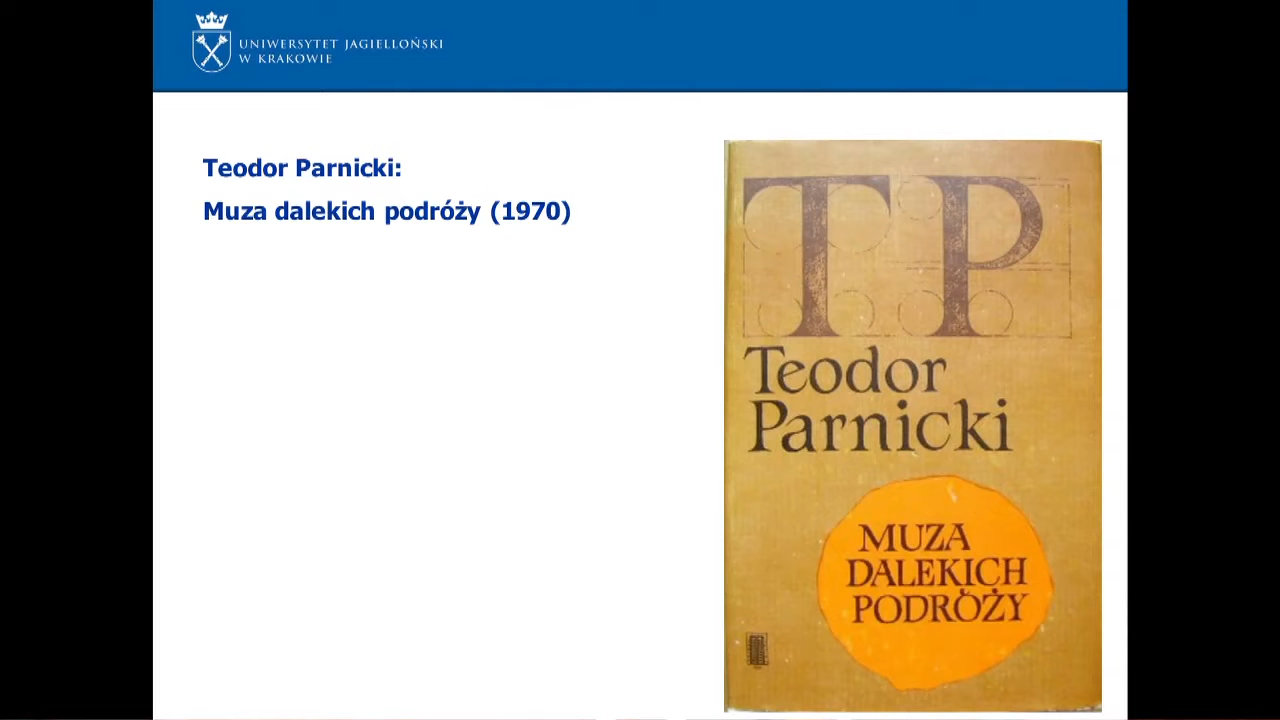 UNIWERSYTET JAGIELLOŃSKI
W KRAKOWIE
Teodor Parnicki:
Muza dalekich podróży (1970)
TP
Teodor
Parnicki
MUZA
DALEKICH
PODRÓŻY